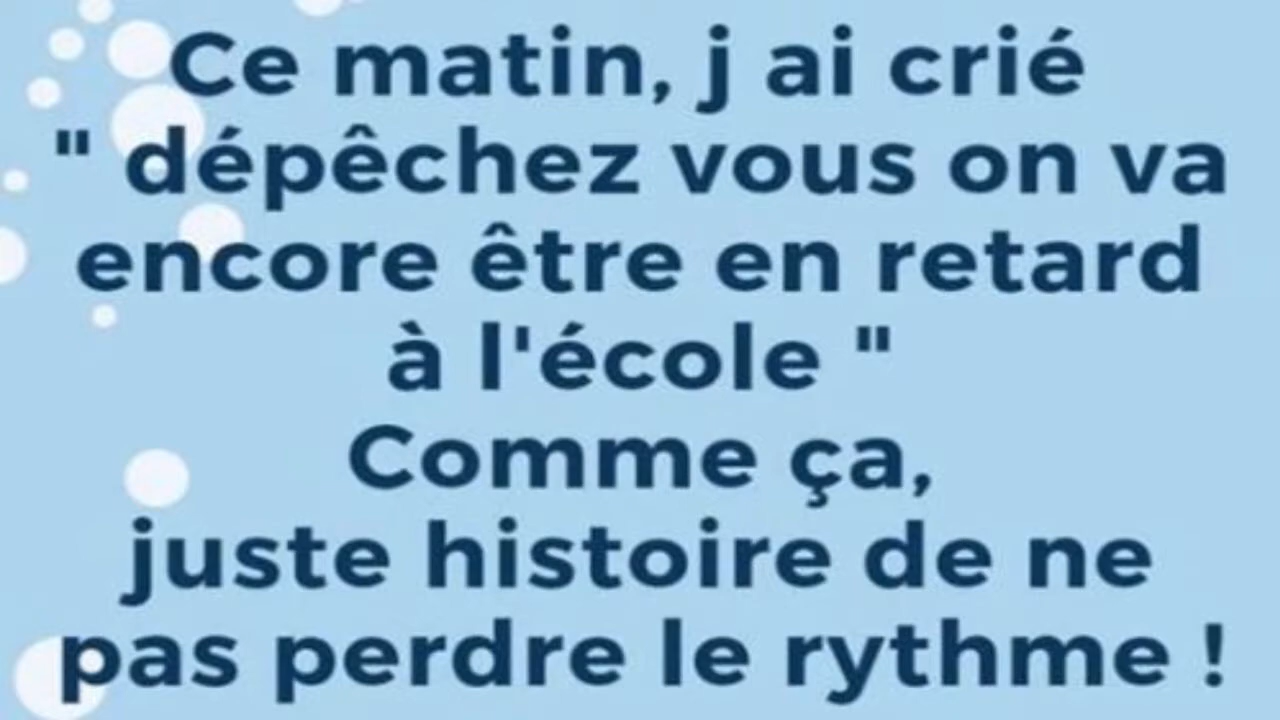 Ce matin, j ai crié
" dépêchez vous on va
encore être en retard
à l'école "
Comme ça,
juste histoire de ne
pas perdre le rythme !